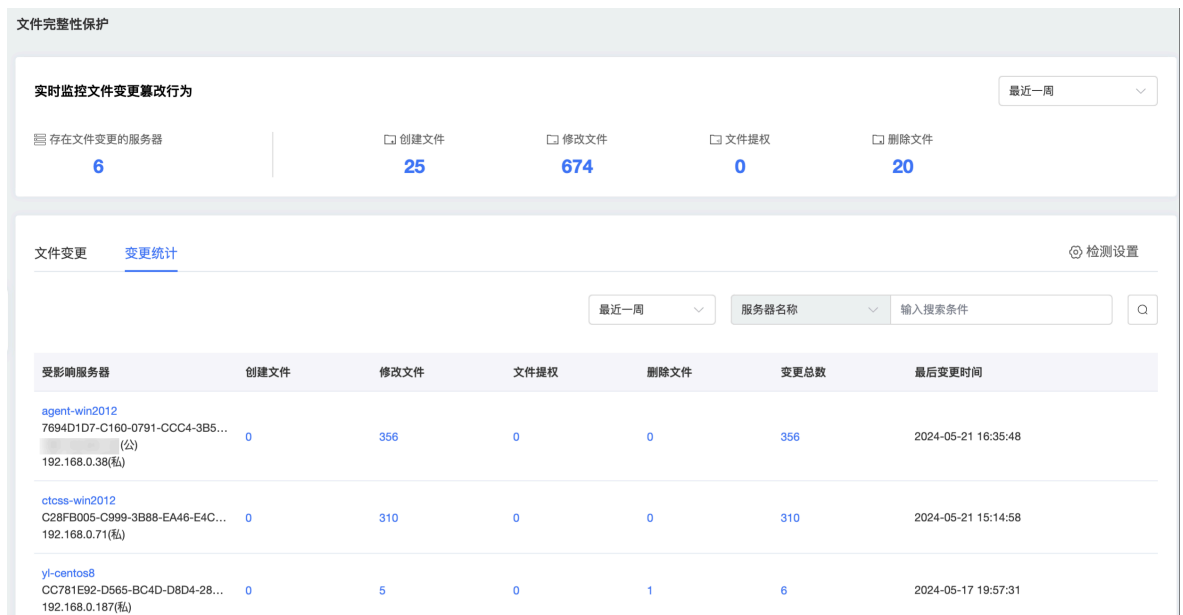 文件完整性保护
实时监控文件变更篡改行为
最近一周
存在文件变更的服务器 创建文件 修改文件 文件提权 删除文件
6 25 674 0 20
文件变更 变更统计 检测设置
最近一周 服务器名称 输入搜索条件
受影响服务器 创建文件 修改文件 文件提权 删除文件 变更总数 最后变更时间
agent-win2012
7694D1D7-C160-0791-CCC4-3B5...
(公)
192.168.0.38(私)
0 356 0 0 356 2024-05-21 16:35:48
ctcss-win2012
C28FB005-C999-3B88-EA46-E4C...
192.168.0.71(私)
0 310 0 0 310 2024-05-21 15:14:58
yl-centos8
CC781E92-D565-BC4D-D8D4-28...
192.168.0.187(私)
0 5 0 1 6 2024-05-17 19:57:31